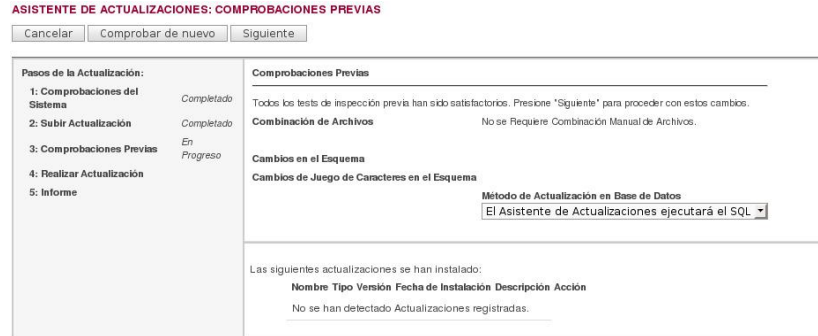 ASISTENTE DE ACTUALIZACIONES: COMPROBACIONES PREVIAS
Cancelar Comprobar de nuevo Siguiente
Pasos de la Actualización:
1: Comprobaciones del Sistema Completado
2: Subir Actualización Completado
3: Comprobaciones Previas En Progreso
4: Realizar Actualización
5: Informe
Comprobaciones Previas
Todos los tests de inspección previa han sido satisfactorios. Presione "Siguiente" para proceder con estos cambios.
Combinación de Archivos No se Requiere Combinación Manual de Archivos.
Cambios en el Esquema
Cambios de Juego de Caracteres en el Esquema
Método de Actualización en Base de Datos
El Asistente de Actualizaciones ejecutará el SQL
Las siguientes actualizaciones se han instalado:
Nombre Tipo Versión Fecha de Instalación Descripción Acción
No se han detectado Actualizaciones registradas.